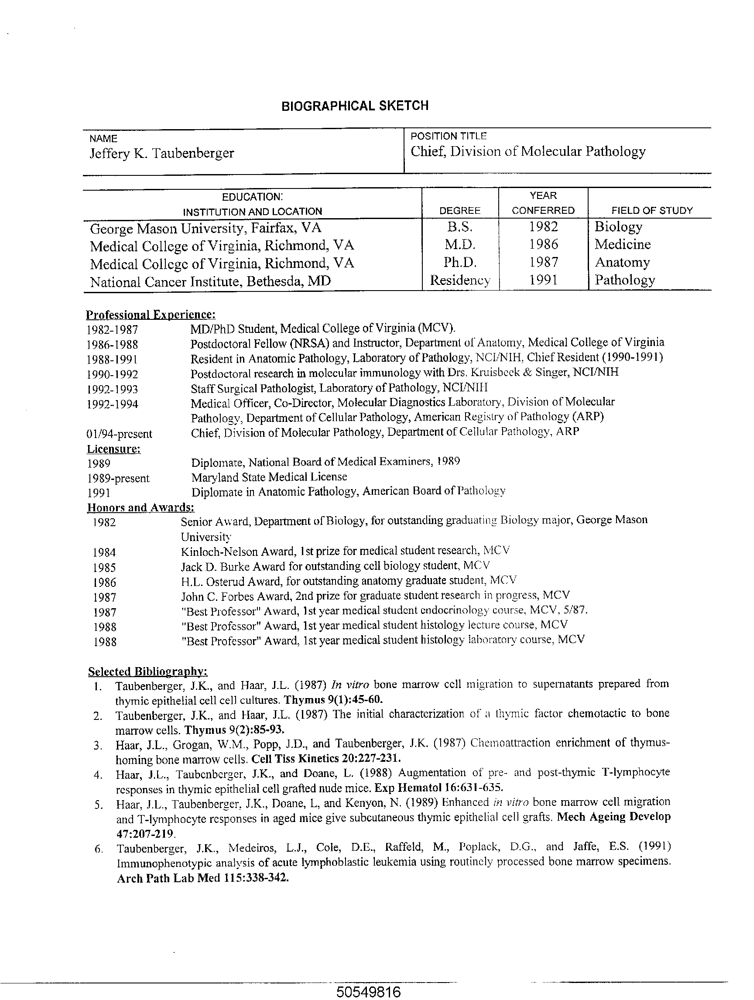 BIOGRAPHICAL SKETCH
NAME
Jeffery K. Taubenberger
POSITION TITLE
Chief, Division of Molecular Pathology
EDUCATION:
INSTITUTION AND LOCATION DEGREE YEAR CONFERRED FIELD OF STUDY
George Mason University, Fairfax, VA B.S. 1982 Biology
Medical College of Virginia, Richmond, VA M.D. 1986 Medicine
Medical College of Virginia, Richmond, VA Ph.D. 1987 Anatomy
National Cancer Institute, Bethesda, MD Residency 1991 Pathology
Professional Experience:
1982-1987 MD/PhD Student, Medical College of Virginia (MCV).
1986-1988 Postdoctoral Fellow (NRSA) and Instructor, Department of Anatomy, Medical College of Virginia
1988-1991 Resident in Anatomic Pathology, Laboratory of Pathology, NCI/NIH, Chief Resident (1990-1991)
1990-1992 Postdoctoral research in molecular immunology with Drs. Kruisbeek & Singer, NCI/NIH
1992-1993 Staff Surgical Pathologist, Laboratory of Pathology, NCI/NIH
1992-1994 Medical Officer, Co-Director, Molecular Diagnostics Laboratory, Division of Molecular
Pathology, Department of Cellular Pathology, American Registry of Pathology (ARP)
01/94-present Chief, Division of Molecular Pathology, Department of Cellular Pathology, ARP
Licensure:
1989 Diplomate, National Board of Medical Examiners, 1989
1989-present Maryland State Medical License
1991 Diplomate in Anatomic Pathology, American Board of Pathology
Honors and Awards:
1982 Senior Award, Department of Biology, for outstanding graduating Biology major, George Mason
University
1984 Kinloch-Nelson Award, 1st prize for medical student research, MCV
1985 Jack D. Burke Award for outstanding cell biology student, MCV
1986 H.L. Osterud Award, for outstanding anatomy graduate student, MCV
1987 John C. Forbes Award, 2nd prize for graduate student research in progress, MCV
1987 "Best Professor" Award, 1st year medical student endocrinology course, MCV, 5/87.
1988 "Best Professor" Award, 1st year medical student histology lecture course, MCV
1988 "Best Professor" Award, 1st year medical student histology laboratory course, MCV
Selected Bibliography:
1. Taubenberger, J.K., and Haar, J.L. (1987) In vitro bone marrow cell migration to supernatants prepared from
thymic epithelial cell cell cultures. Thymus 9(1):45-60.
2. Taubenberger, J.K., and Haar, J.L. (1987) The initial characterization of a thymic factor chemotactic to bone
marrow cells. Thymus 9(2):85-93.
3. Haar, J.L., Grogan, W.M., Popp, J.D., and Taubenberger, J.K. (1987) Chemoattraction enrichment of thymus-
homing bone marrow cells. Cell Tiss Kinetics 20:227-231.
4. Haar, J.L., Taubenberger, J.K., and Doane, L. (1988) Augmentation of pre- and post-thymic T-lymphocyte
responses in thymic epithelial cell grafted nude mice. Exp Hematol 16:631-635.
5. Haar, J.L., Taubenberger, J.K., Doane, L, and Kenyon, N. (1989) Enhanced in vitro bone marrow cell migration
and T-lymphocyte responses in aged mice give subcutaneous thymic epithelial cell grafts. Mech Ageing Develop
47:207-219.
6. Taubenberger, J.K., Medeiros, L.J., Cole, D.E., Raffeld, M., Poplack, D.G., and Jaffe, E.S. (1991)
Immunophenotypic analysis of acute lymphoblastic leukemia using routinely processed bone marrow specimens.
Arch Path Lab Med 115:338-342.
50549816